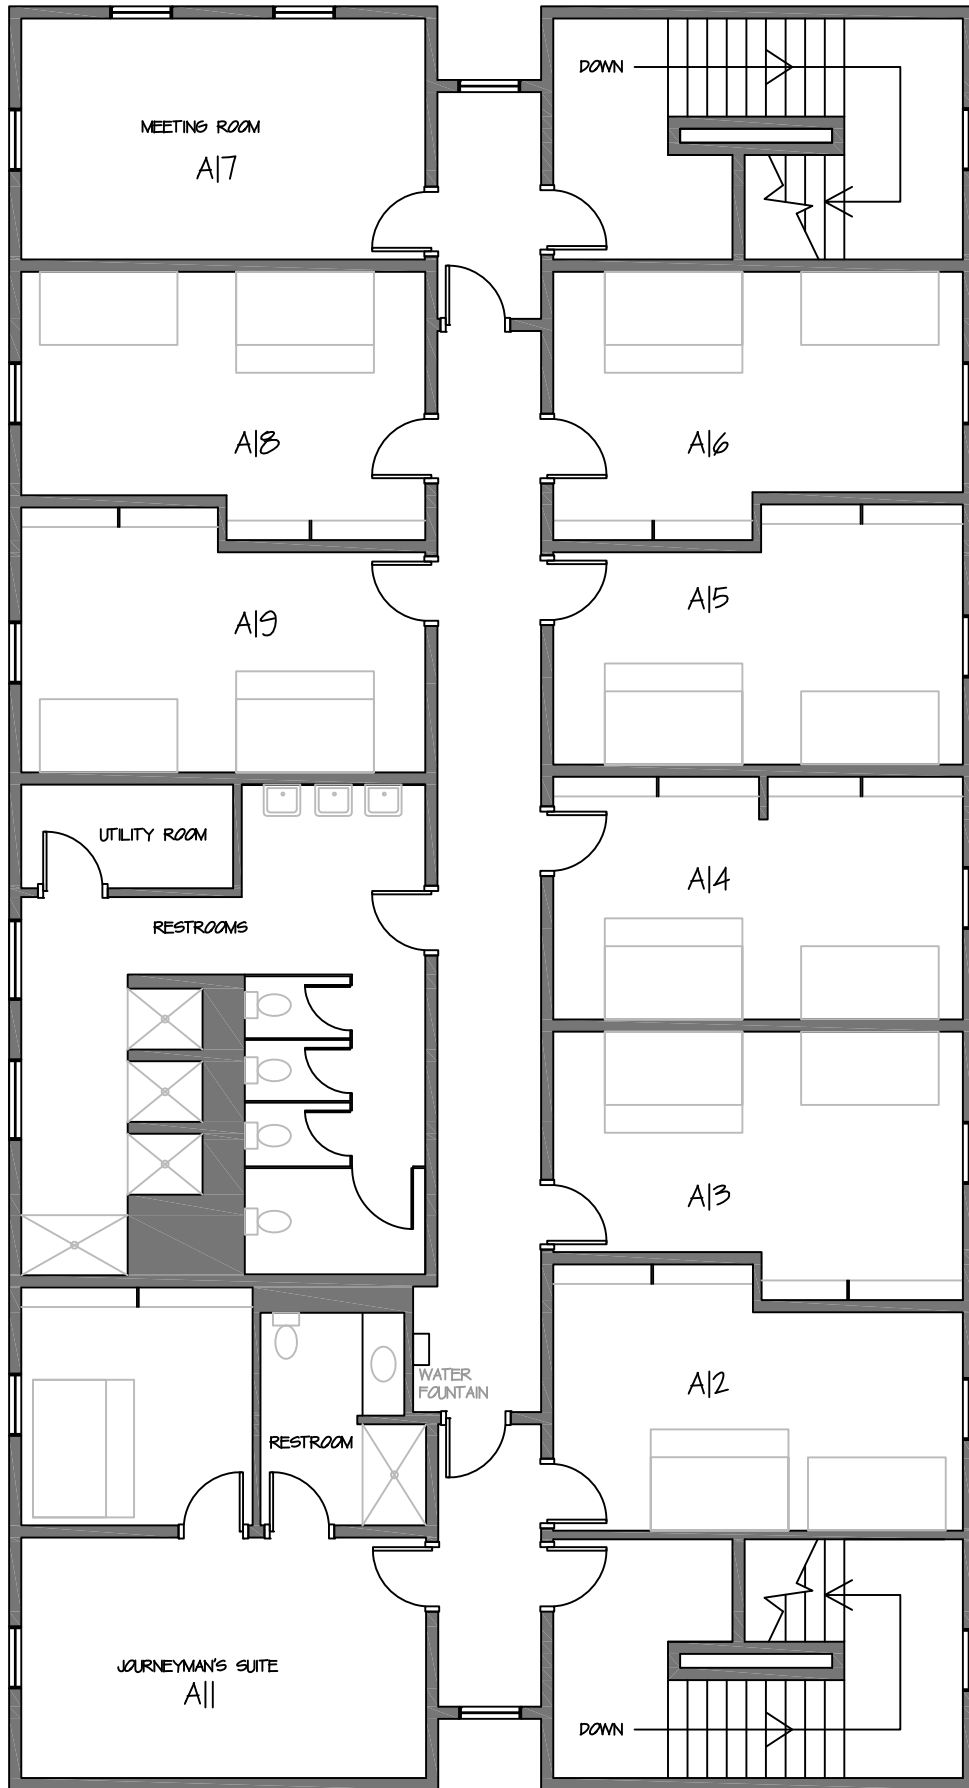 DOWN
MEETING ROOM
A17
A18
A16
A19
A15
UTILITY ROOM
A14
RESTROOMS
A13
WATER
FOUNTAIN
A12
RESTROOM
JOURNEYMAN'S SUITE
A11
DOWN